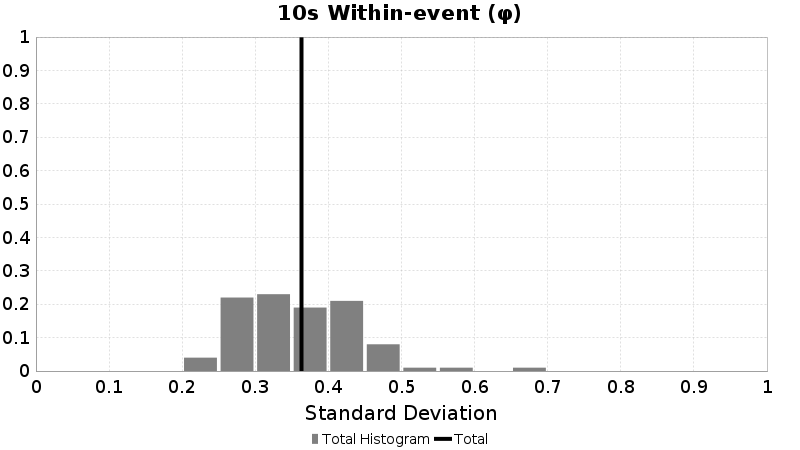 10s Within-event (φ)
1
0.9
0.8
0.7
0.6
0.5
0.4
0.3
0.2
0.1
0
0 0.1 0.2 0.3 0.4 0.5 0.6 0.7 0.8 0.9 1
Standard Deviation
Total Histogram Total